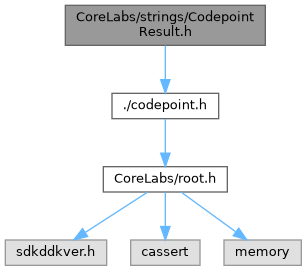 CoreLabs/strings/Codepoint
Result.h
./codepoint.h
CoreLabs/root.h
sdkddkver.h
cassert
memory